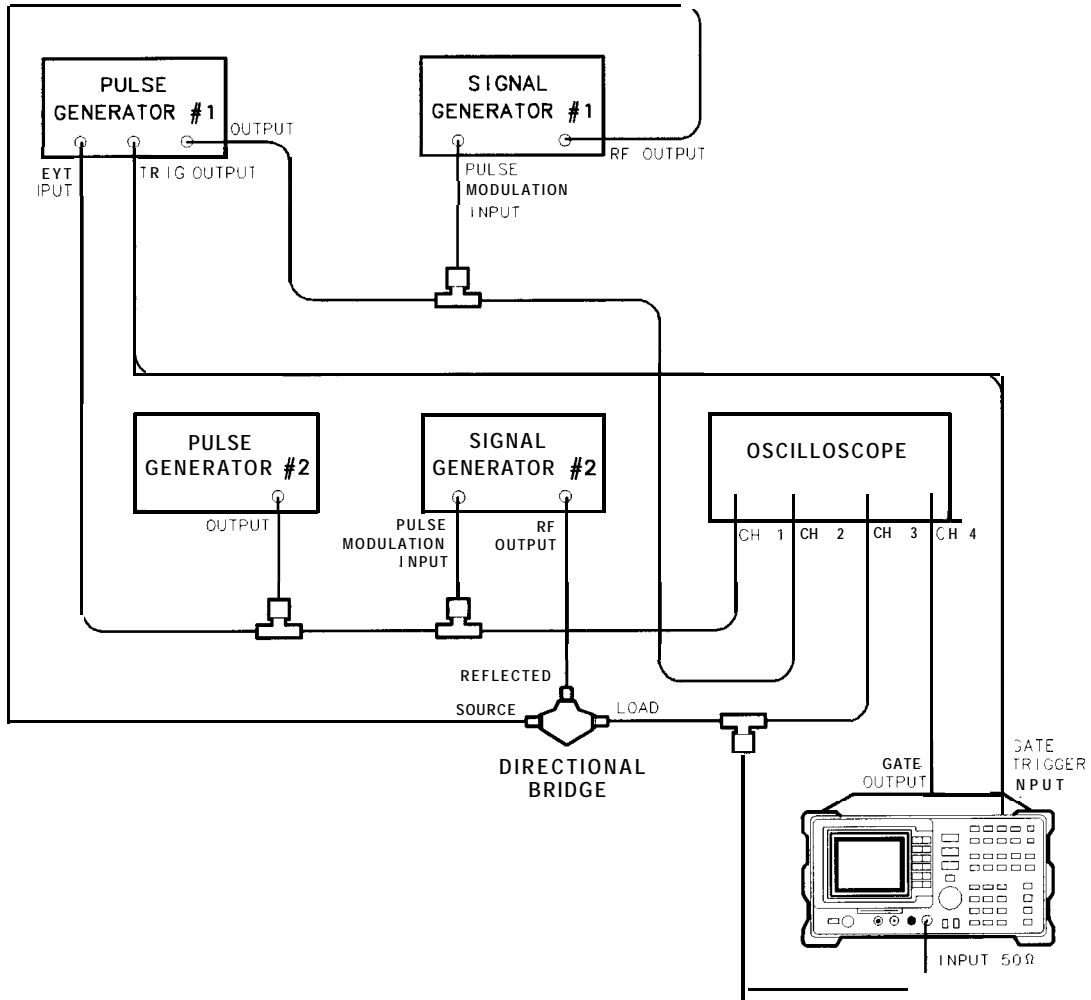 PULSE
GENERATOR #1
OUTPUT
EYT
IPUT
TRIG OUTPUT
SIGNAL
GENERATOR #1
RF OUTPUT
PULSE
MODULATION
INPUT
PULSE
GENERATOR #2
OUTPUT
SIGNAL
GENERATOR #2
PULSE
MODULATION
INPUT
RF
OUTPUT
OSCILLOSCOPE
CH 1 CH 2 CH 3 CH 4
REFLECTED
SOURCE
LOAD
DIRECTIONAL
BRIDGE
GATE
OUTPUT
GATE
TRIGGER
NPUT
INPUT 50Ω